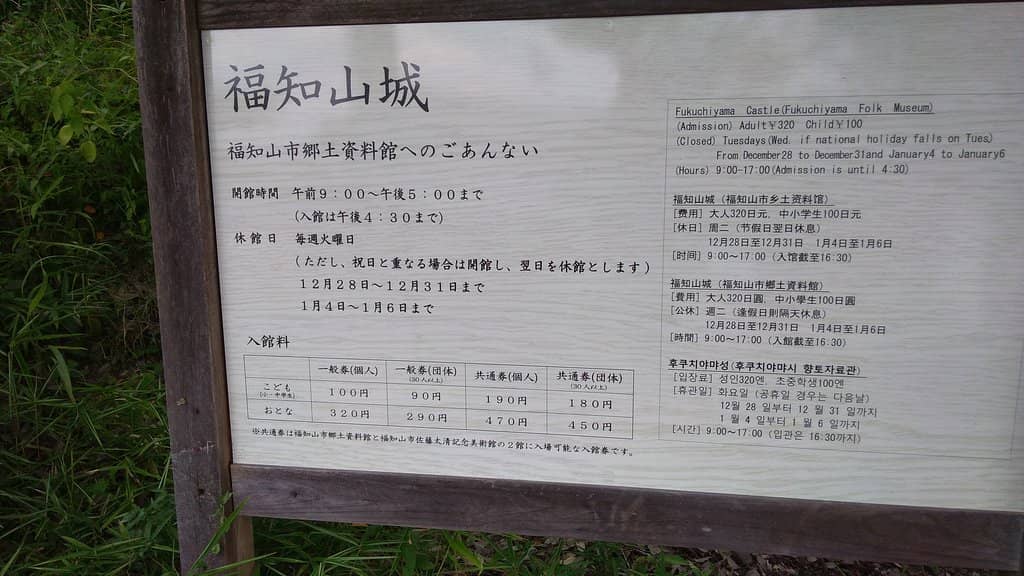 福知山城
福知山市郷土資料館へのごあんない
開館時間 午前9:00～午後5:00まで
(入館は午後4:30まで)
休館日 毎週火曜日
(ただし、祝日と重なる場合は開館し、翌日を休館とします)
12月28日～12月31日まで
1月4日～1月6日まで
入館料
一般券(個人) 一般券(団体) 共通券(個人) 共通券(団体)
(30人以上) (30人以上)
こども 100円 90円 190円 180円
(小・中学生)
おとな 320円 290円 470円 450円
※共通券は福知山市郷土資料館と福知山市佐藤太清記念美術館の2館に入場可能な入館券です。
Fukuchiyama Castle(Fukuchiyama Folk Museum)
(Admission) Adult¥320 Child¥100
(Closed) Tuesdays(Wed. if national holiday falls on Tues)
From December28 to December31and January4 to January6
(Hours) 9:00-17:00(Admission is until 4:30)
福知山城（福知山市乡土资料馆）
[费用] 大人320日元、中小学生100日元
[休日] 周二（节假日翌日休息）
12月28日至12月31日 1月4日至1月6日
[时间] 9:00～17:00（入馆截至16:30）
福知山城（福知山市鄉土資料館）
[費用] 大人320日圓、中小學生100日圓
[公休] 週二（逢假日則隔天休息）
12月28日至12月31日 1月4日至1月6日
[時間] 9:00～17:00（入館截至16:30）
후쿠치야마성(후쿠치야마시 향토자료관)
[입장료] 성인320엔、초중학생100엔
[휴관일] 화요일 (공휴일 경우는 다음날)
12월 28 일부터 12 월 31 일까지
1 월 4 일부터 1 월 6 일까지
[시간] 9:00～17:00 (입관은 16:30까지)